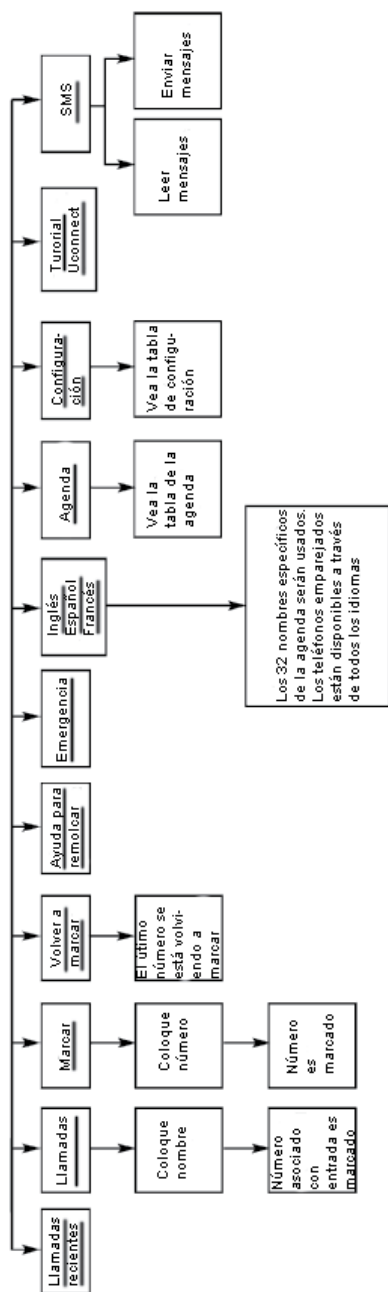 Llamadas
recientes
Llamadas
Coloque
nombre
Número
asociado
con
entrada es
marcado
Marcar
Coloque
número
Número
es
marcado
Volver a
marcar
El útimo
número se
está volvi
endo a
marcar
Ayuda para
remolcar
Emergencia
Inglés
Español
Francés
Los 32 nombres específicos
de la agenda serán usados.
Los teléfonos emparejados
están disponibles a través
de todos los idiomas
Agenda
Vea la
tabla de la
agenda
Configura-
ción
Vea la tabla
de configu-
ración
Turorial
Uconnect
SMS
Leer
mensajes
Enviar
mensajes